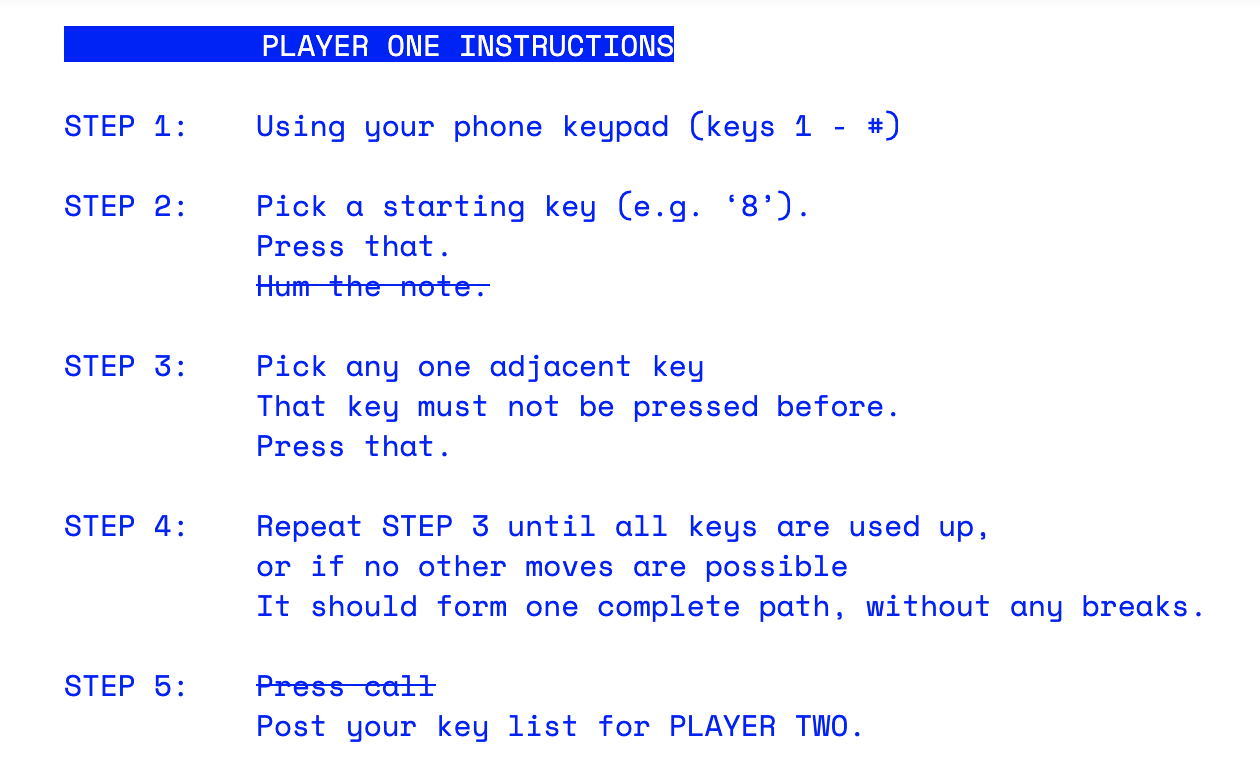 PLAYER ONE INSTRUCTIONS
STEP 1: Using your phone keypad (keys 1 - #)
STEP 2: Pick a starting key (e.g. ‘8’).
Press that.
Hum the note.
STEP 3: Pick any one adjacent key
That key must not be pressed before.
Press that.
STEP 4: Repeat STEP 3 until all keys are used up,
or if no other moves are possible
It should form one complete path, without any breaks.
STEP 5: Press call
Post your key list for PLAYER TWO.